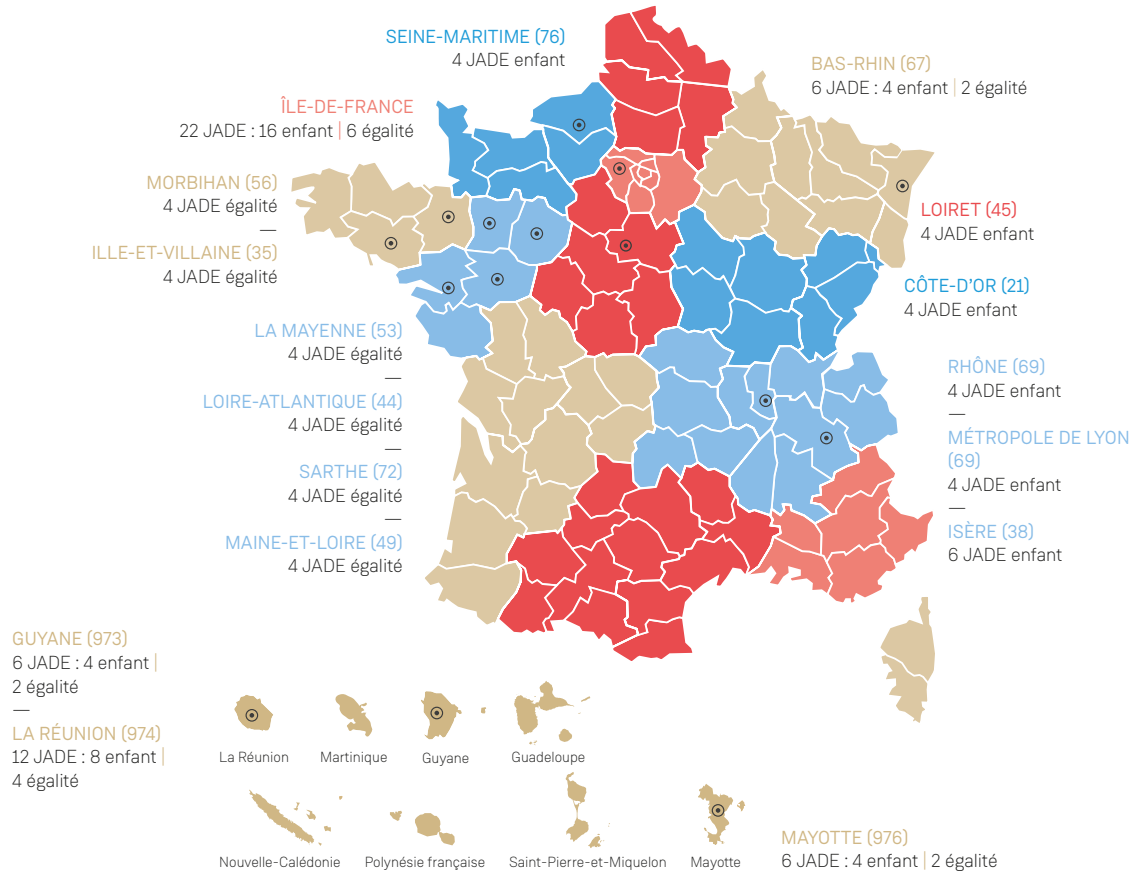 SEINE-MARITIME (76)
4 JADE enfant
BAS-RHIN (67)
6 JADE : 4 enfant | 2 égalité
ÎLE-DE-FRANCE
22 JADE : 16 enfant | 6 égalité
MORBIHAN (56)
4 JADE égalité
—
ILLE-ET-VILLAINE (35)
4 JADE égalité
LOIRET (45)
4 JADE enfant
CÔTE-D'OR (21)
4 JADE enfant
LA MAYENNE (53)
4 JADE égalité
—
LOIRE-ATLANTIQUE (44)
4 JADE égalité
—
SARTHE (72)
4 JADE égalité
—
MAINE-ET-LOIRE (49)
4 JADE égalité
RHÔNE (69)
4 JADE enfant
—
MÉTROPOLE DE LYON
(69)
4 JADE enfant
—
ISÈRE (38)
6 JADE enfant
GUYANE (973)
6 JADE : 4 enfant |
2 égalité
—
LA RÉUNION (974)
12 JADE : 8 enfant |
4 égalité
La Réunion
Martinique
Guyane
Guadeloupe
Nouvelle-Calédonie
Polynésie française
Saint-Pierre-et-Miquelon
Mayotte
MAYOTTE (976)
6 JADE : 4 enfant | 2 égalité